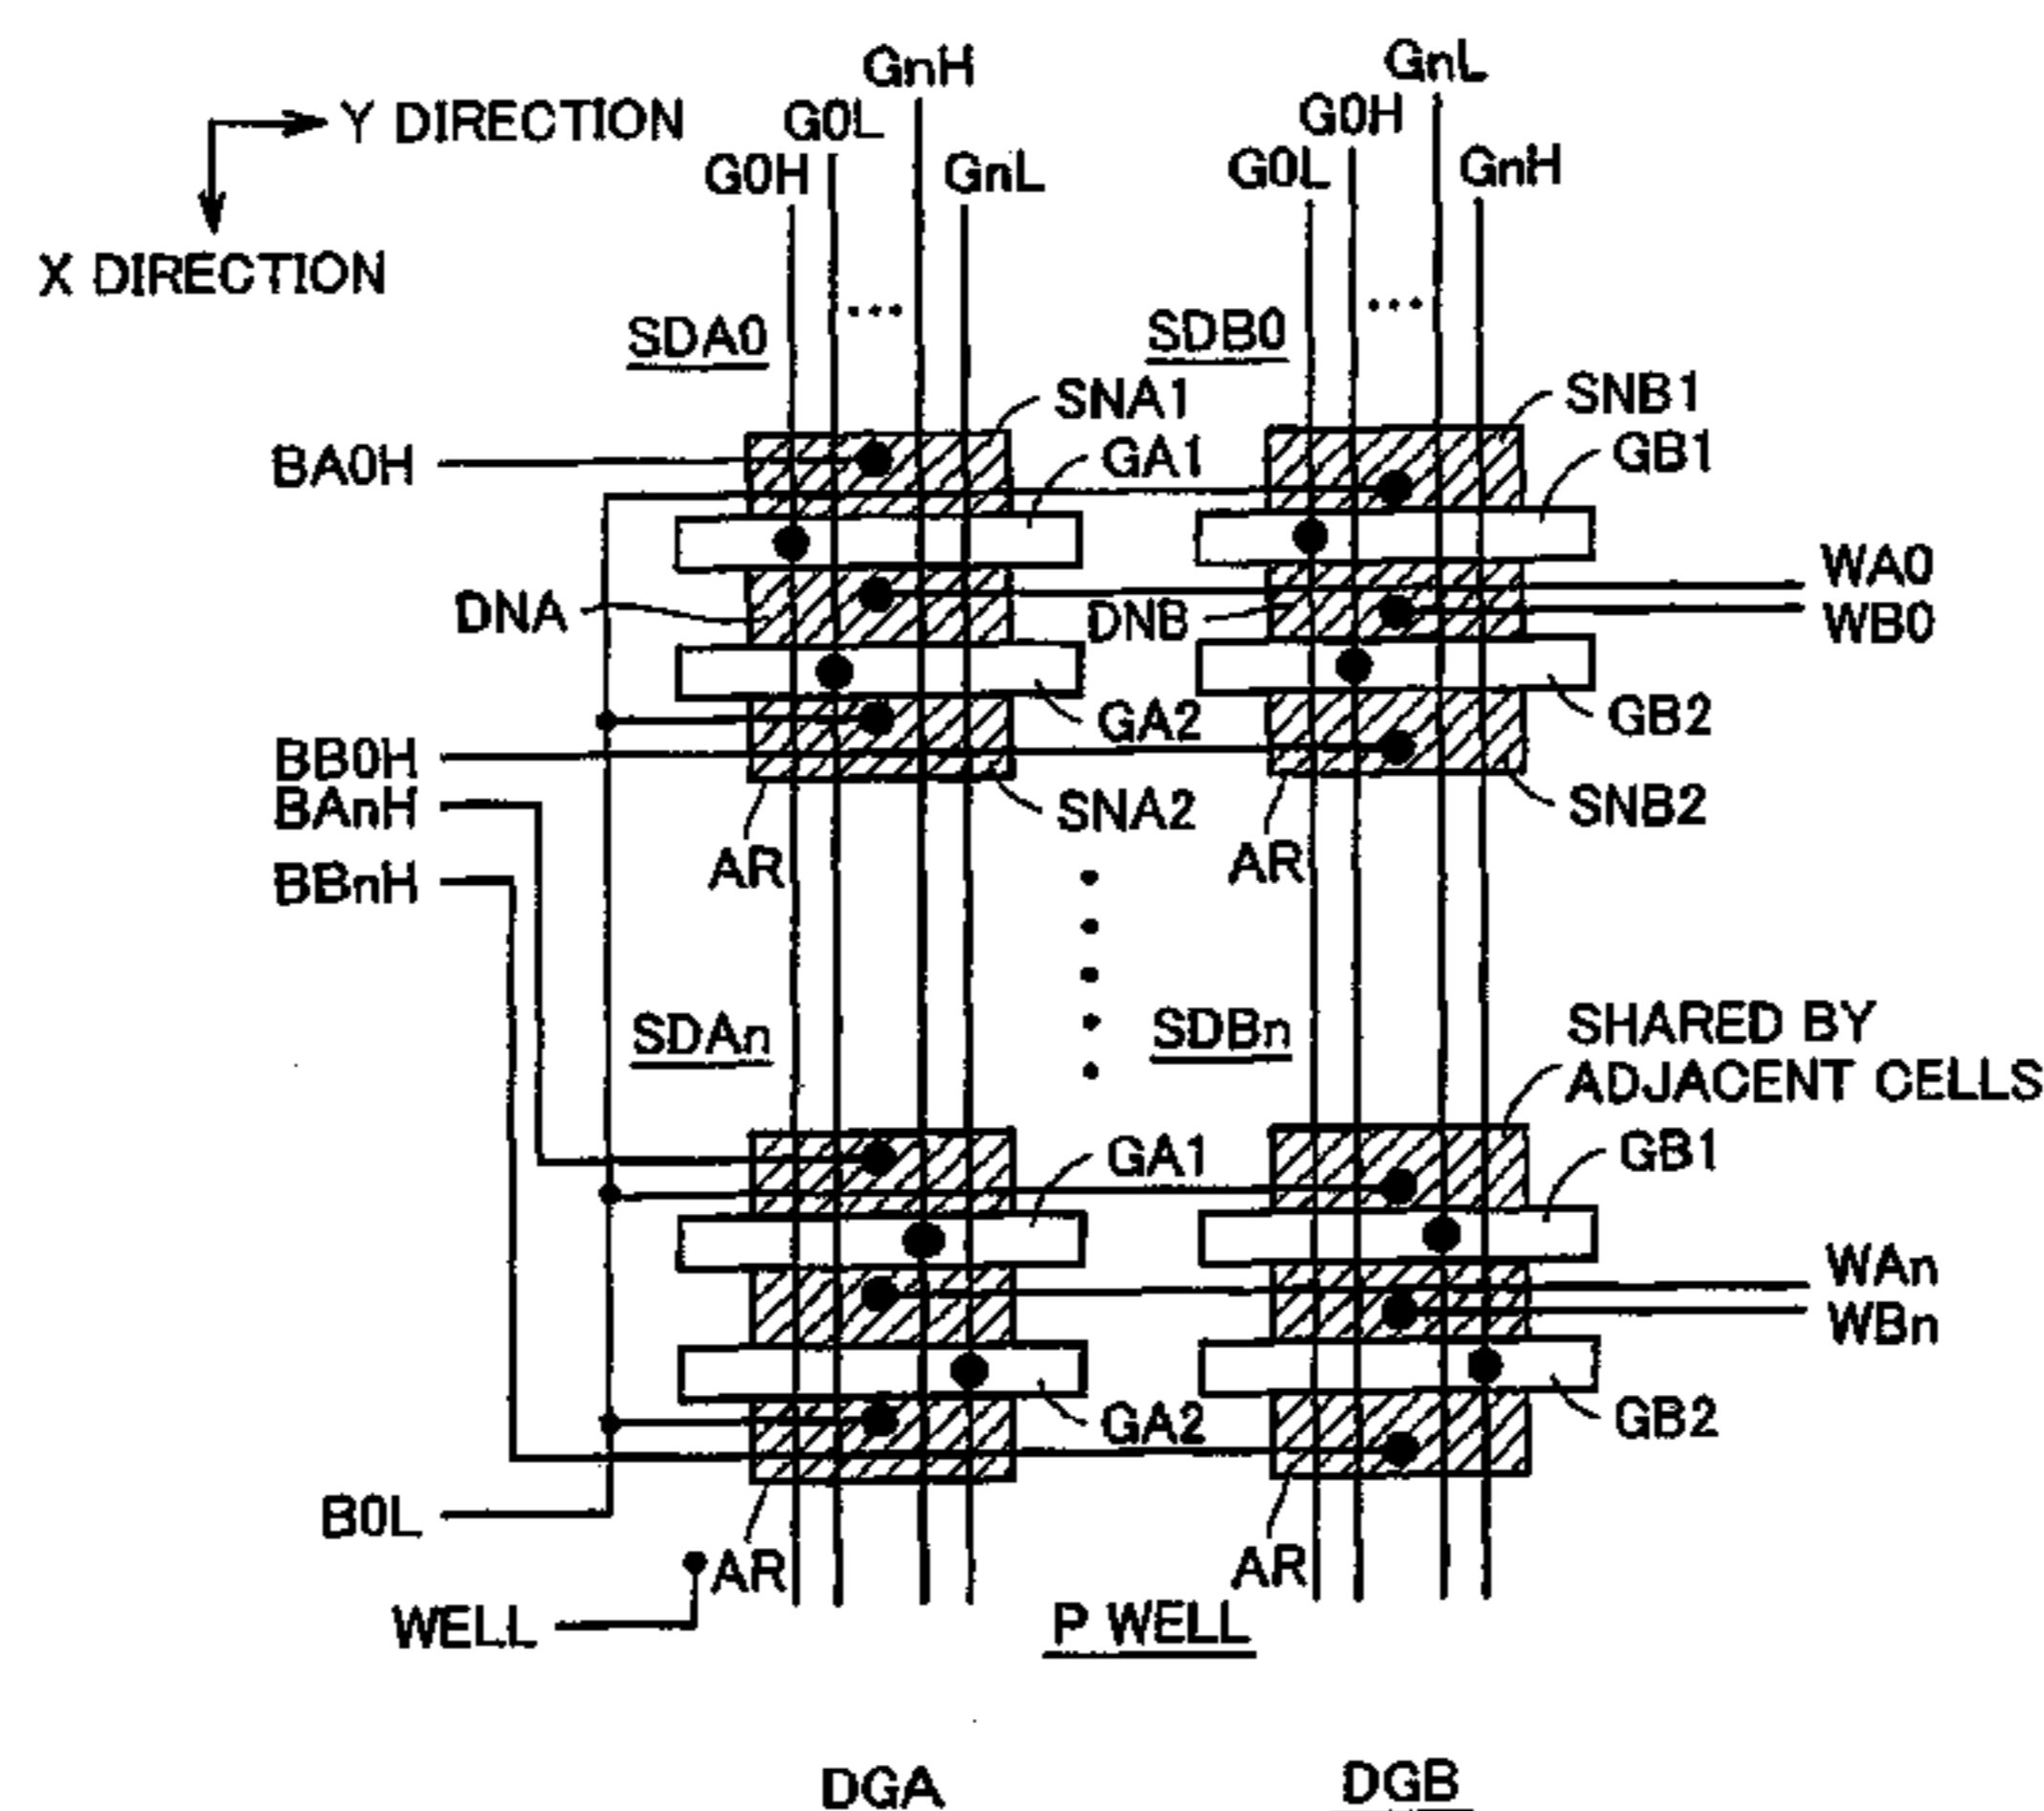 GnH
GnL
Y DIRECTION
G0L
G0H
G0H
GnL
G0L
GnH
X DIRECTION
...
...
SDA0
SDB0
SNA1
SNB1
BA0H
GA1
GB1
WA0
DNA
DNB
WB0
GA2
GB2
BB0H
BAnH
SNA2
SNB2
AR
AR
BBnH
SDAn
SDBn
SHARED BY
ADJACENT CELLS
GA1
GB1
WAn
WBn
GA2
GB2
B0L
AR
AR
WELL
P WELL
DGA
DGB